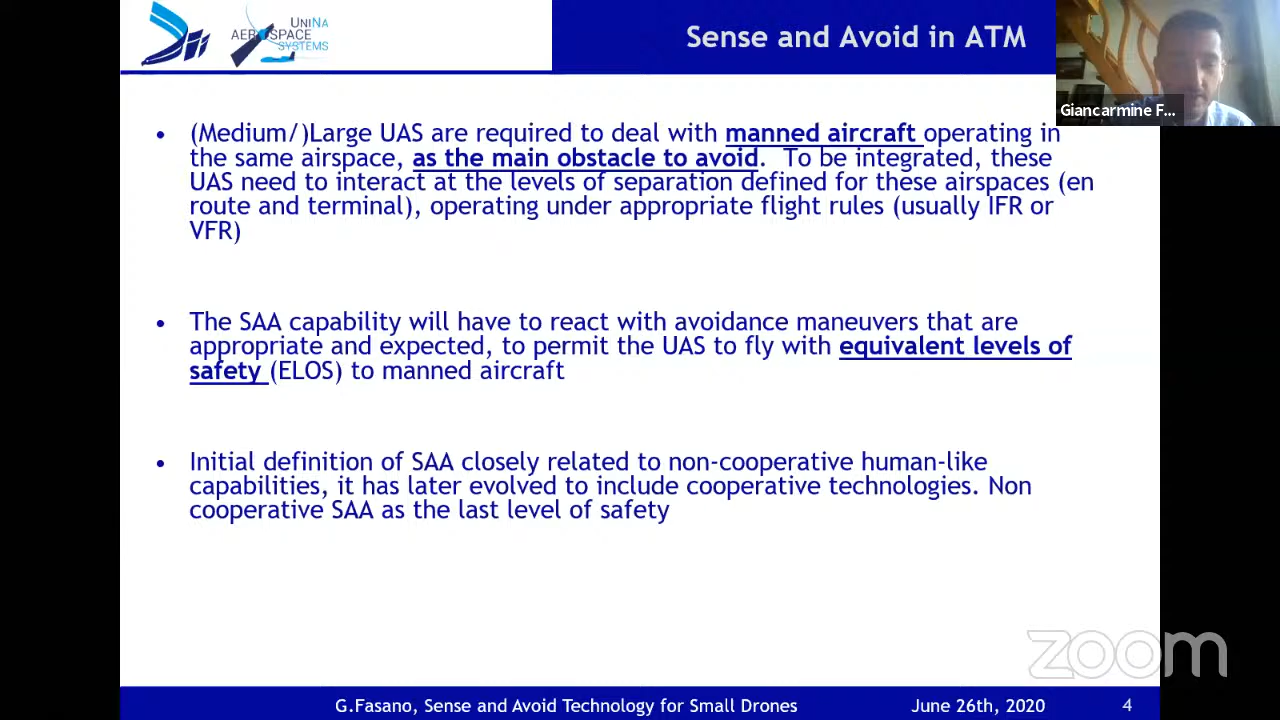 UNINA
AEROSPACE
SYSTEMS
Sense and Avoid in ATM
Giancarmine F...
• (Medium/)Large UAS are required to deal with manned aircraft operating in
the same airspace, as the main obstacle to avoid. To be integrated, these
UAS need to interact at the levels of separation defined for these airspaces (en
route and terminal), operating under appropriate flight rules (usually IFR or
VFR)
• The SAA capability will have to react with avoidance maneuvers that are
appropriate and expected, to permit the UAS to fly with equivalent levels of
safety (ELOS) to manned aircraft
• Initial definition of SAA closely related to non-cooperative human-like
capabilities, it has later evolved to include cooperative technologies. Non
cooperative SAA as the last level of safety
zoom
G.Fasano, Sense and Avoid Technology for Small Drones June 26th, 2020 4